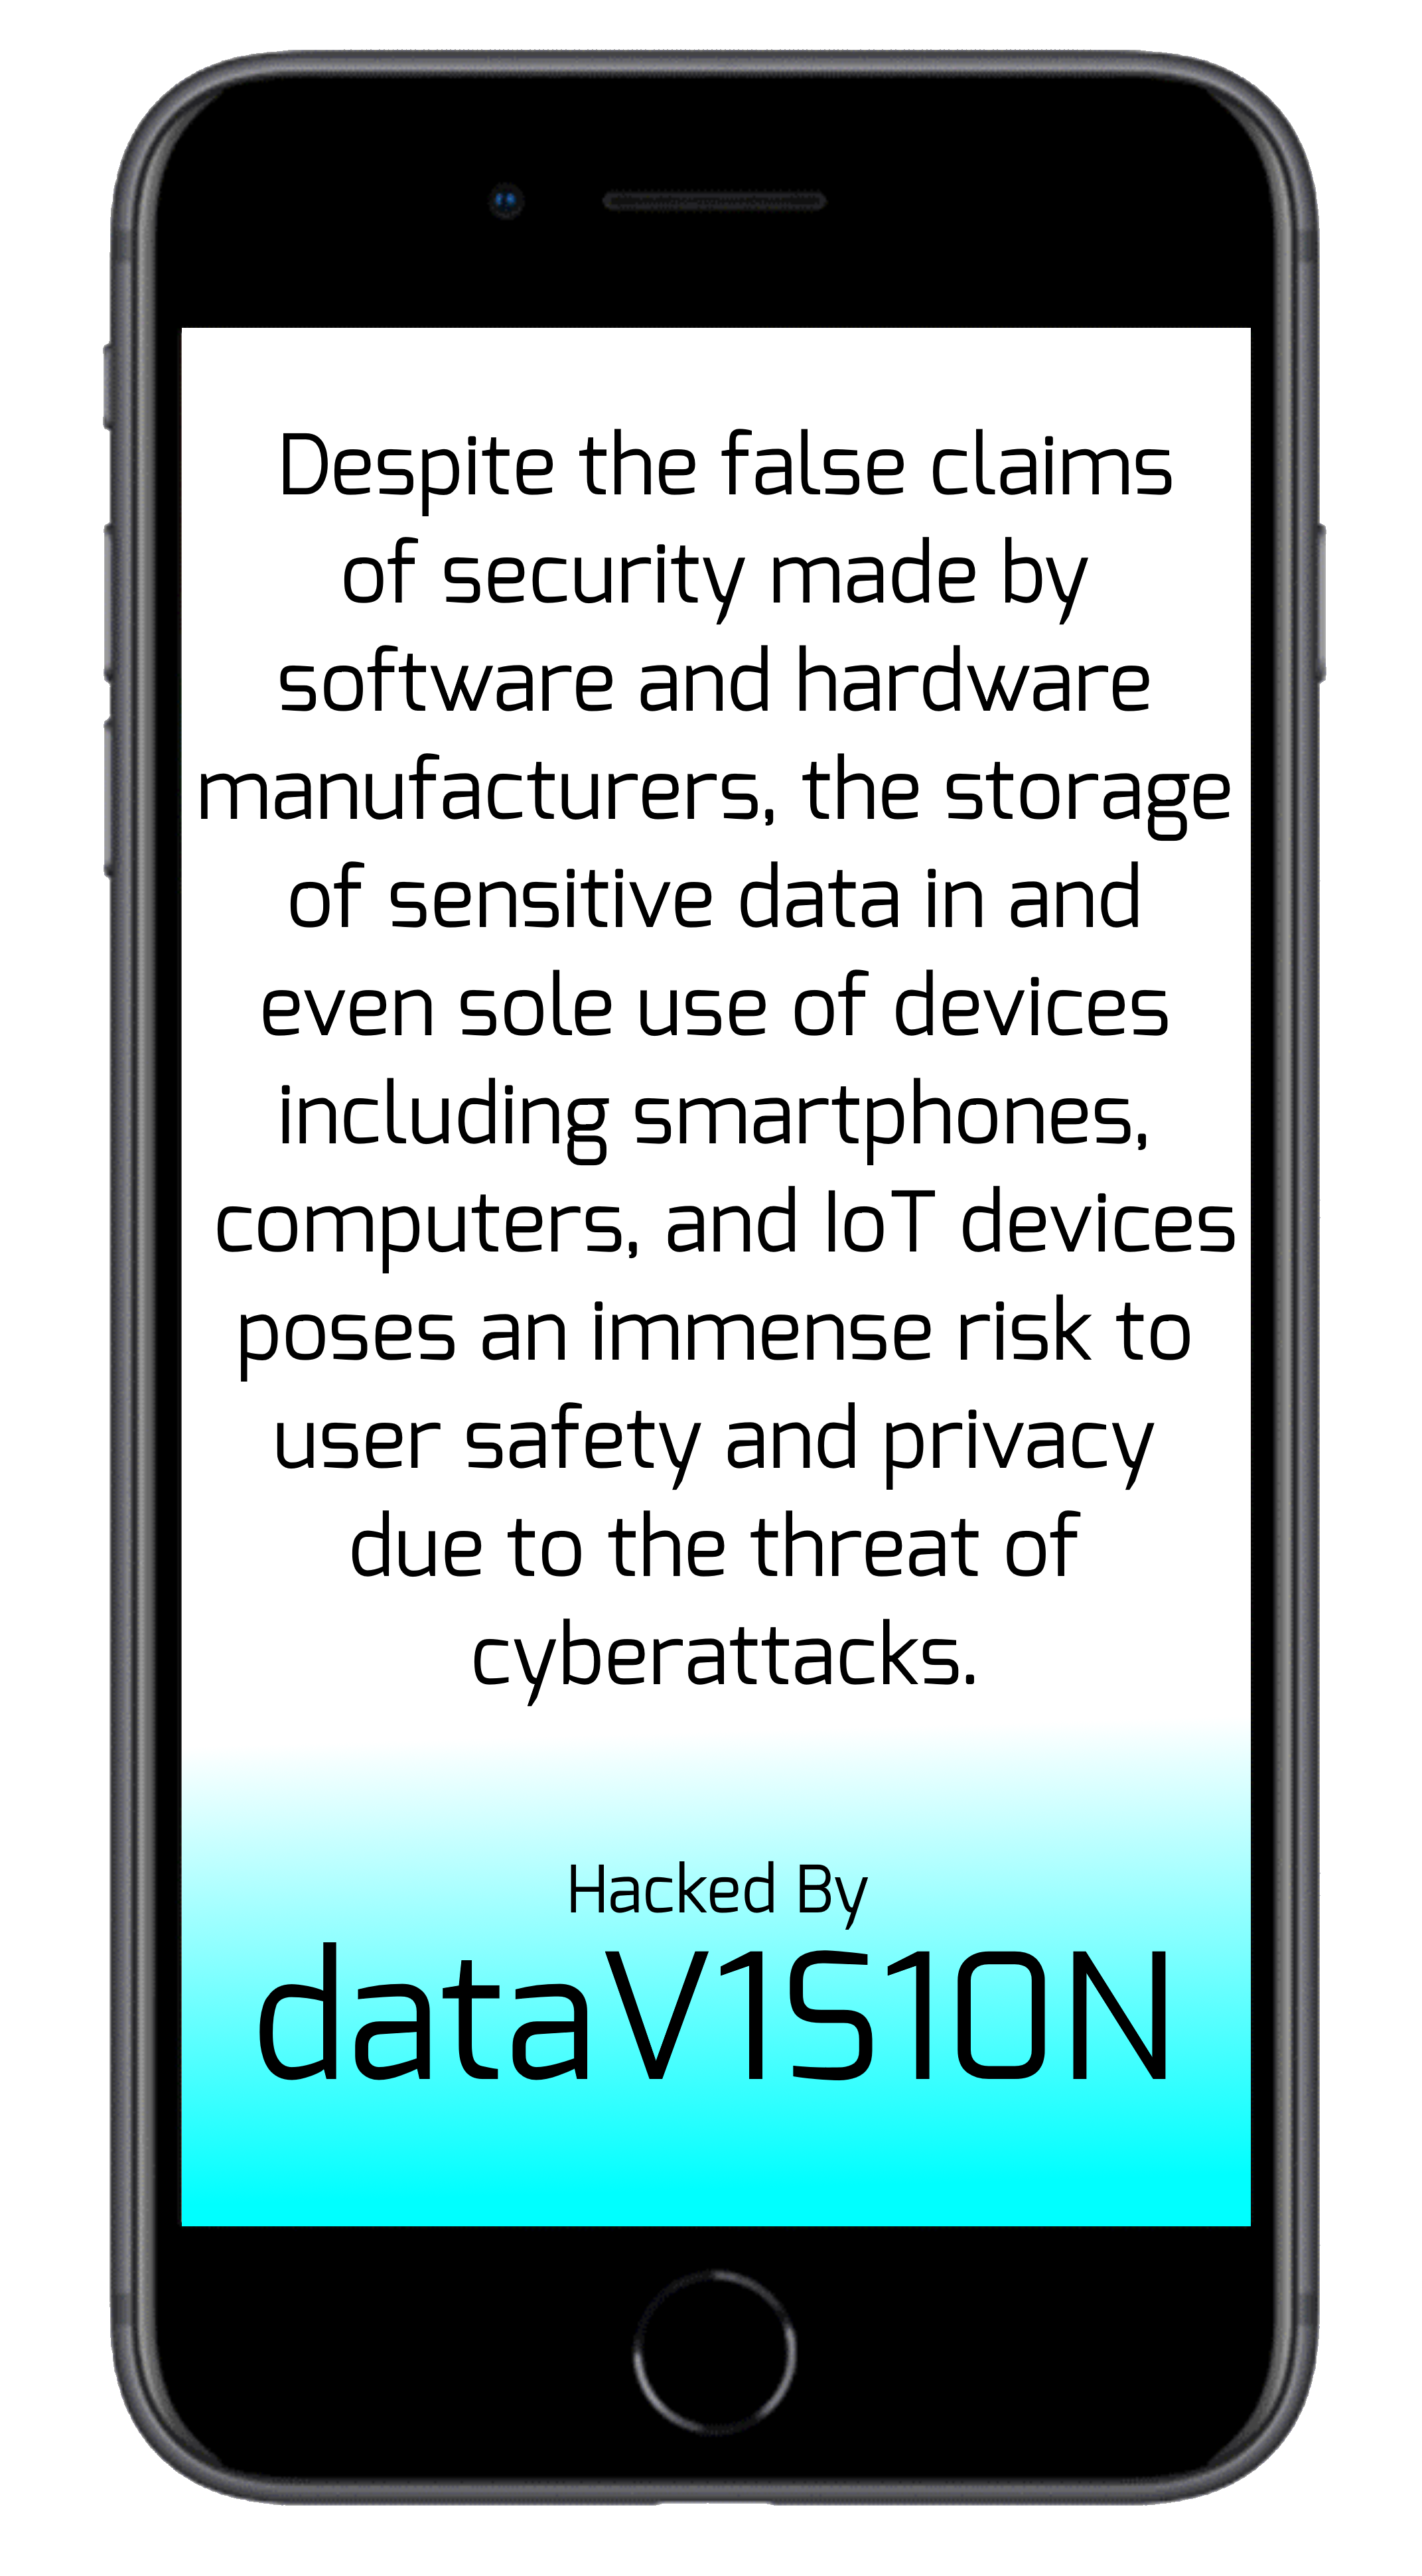 Despite the false claims
of security made by
software and hardware
manufacturers, the storage
of sensitive data in and
even sole use of devices
including smartphones,
computers, and IoT devices
poses an immense risk to
user safety and privacy
due to the threat of
cyberattacks.
Hacked By
dataV1S1ON